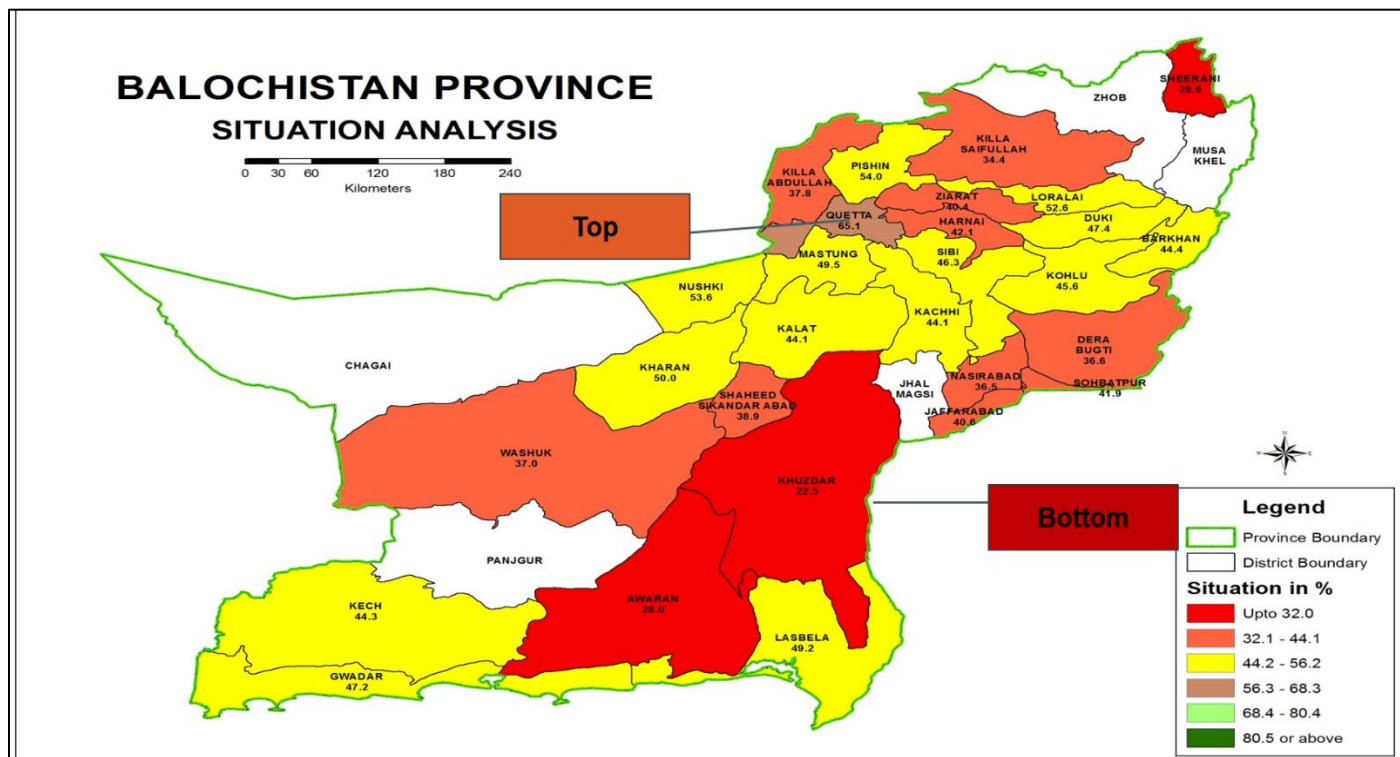 BALOCHISTAN PROVINCE
SITUATION ANALYSIS
0 30 60 120 180 240
Kilometers
SHEERANI
28.6
ZHOB
MUSA
KHEL
KILLA
SAIFULLAH
34.4
PISHIN
54.0
KILLA
ABDULLAH
37.8
ZIARAT
40.4
LORALAI
52.6
Top
QUETTA
65.1
HARNAI
42.1
DUKI
47.4
BARKHAN
44.4
MASTUNG
49.5
SIBI
46.3
KOHLU
45.6
NUSHKI
53.6
KACHHI
44.1
KALAT
44.1
DERA
BUGTI
36.6
CHAGAI
KHARAN
50.0
JHAL
MAGSI
NASIRABAD
36.5
SOHBATPUR
41.9
SHAHEED
SIKANDAR ABAD
38.9
JAFFARABAD
40.6
WASHUK
37.0
KHUZDAR
22.5
Bottom
PANJGUR
KECH
44.3
AWARAN
28.0
LASBELA
49.2
GWADAR
47.2
N
W E
S
Legend
Province Boundary
District Boundary
Situation in %
Upto 32.0
32.1 - 44.1
44.2 - 56.2
56.3 - 68.3
68.4 - 80.4
80.5 or above